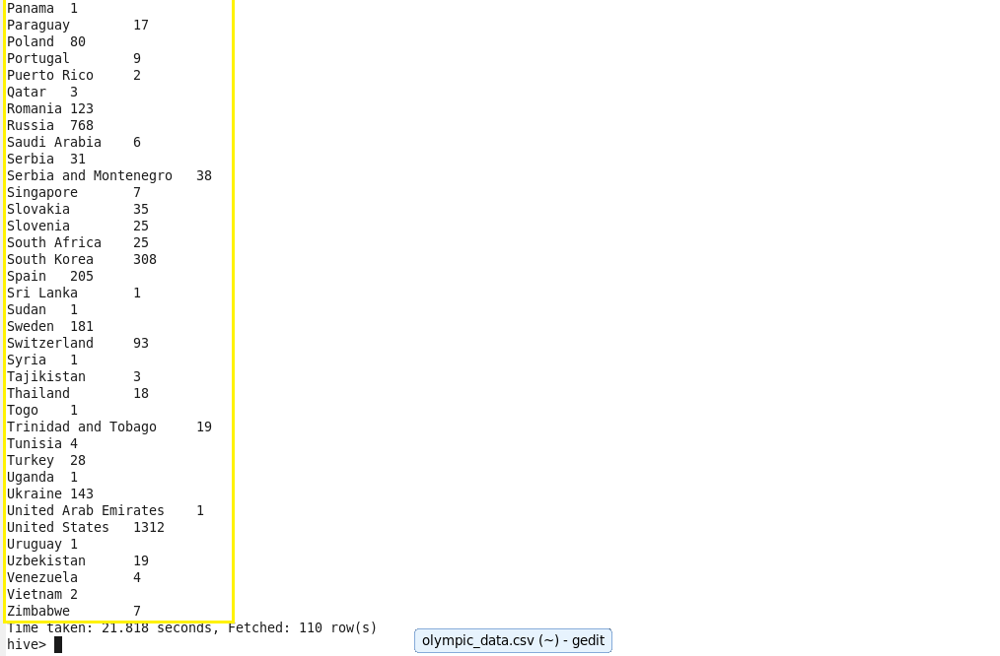 Panama 1
Paraguay 17
Poland 80
Portugal 9
Puerto Rico 2
Qatar 3
Romania 123
Russia 768
Saudi Arabia 6
Serbia 31
Serbia and Montenegro 38
Singapore 7
Slovakia 35
Slovenia 25
South Africa 25
South Korea 308
Spain 205
Sri Lanka 1
Sudan 1
Sweden 181
Switzerland 93
Syria 1
Tajikistan 3
Thailand 18
Togo 1
Trinidad and Tobago 19
Tunisia 4
Turkey 28
Uganda 1
Ukraine 143
United Arab Emirates 1
United States 1312
Uruguay 1
Uzbekistan 19
Venezuela 4
Vietnam 2
Zimbabwe 7
Time taken: 21.818 seconds, Fetched: 110 row(s)
hive>
olympic_data.csv (~) - gedit